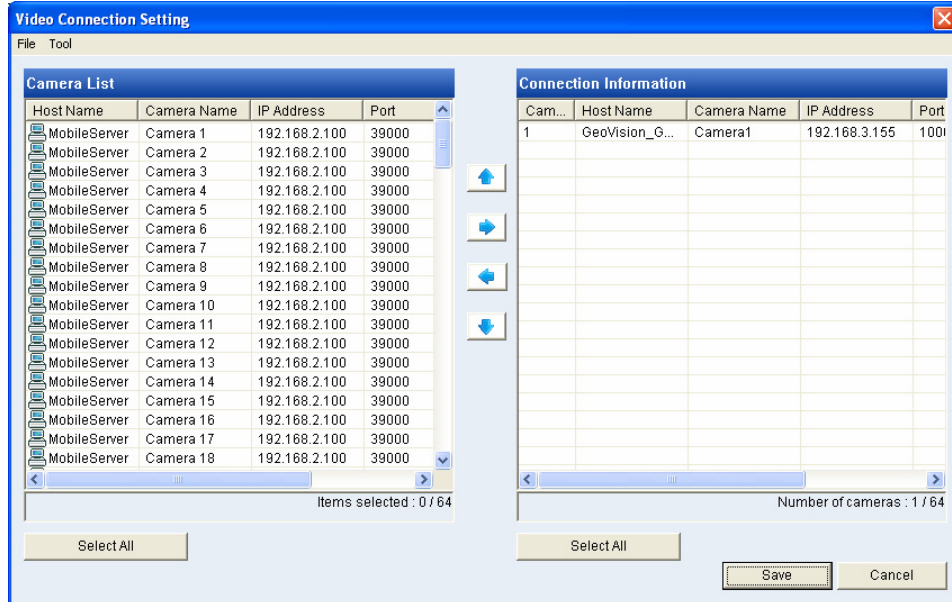 Video Connection Setting
File Tool
Camera List
Host Name Camera Name IP Address Port
MobileServer Camera 1 192.168.2.100 39000
MobileServer Camera 2 192.168.2.100 39000
MobileServer Camera 3 192.168.2.100 39000
MobileServer Camera 4 192.168.2.100 39000
MobileServer Camera 5 192.168.2.100 39000
MobileServer Camera 6 192.168.2.100 39000
MobileServer Camera 7 192.168.2.100 39000
MobileServer Camera 8 192.168.2.100 39000
MobileServer Camera 9 192.168.2.100 39000
MobileServer Camera 10 192.168.2.100 39000
MobileServer Camera 11 192.168.2.100 39000
MobileServer Camera 12 192.168.2.100 39000
MobileServer Camera 13 192.168.2.100 39000
MobileServer Camera 14 192.168.2.100 39000
MobileServer Camera 15 192.168.2.100 39000
MobileServer Camera 16 192.168.2.100 39000
MobileServer Camera 17 192.168.2.100 39000
MobileServer Camera 18 192.168.2.100 39000
Items selected : 0 / 64
Select All
Connection Information
Cam... Host Name Camera Name IP Address Port
1 GeoVision_G... Camera1 192.168.3.155
Number of cameras : 1 / 64
Select All
Save Cancel